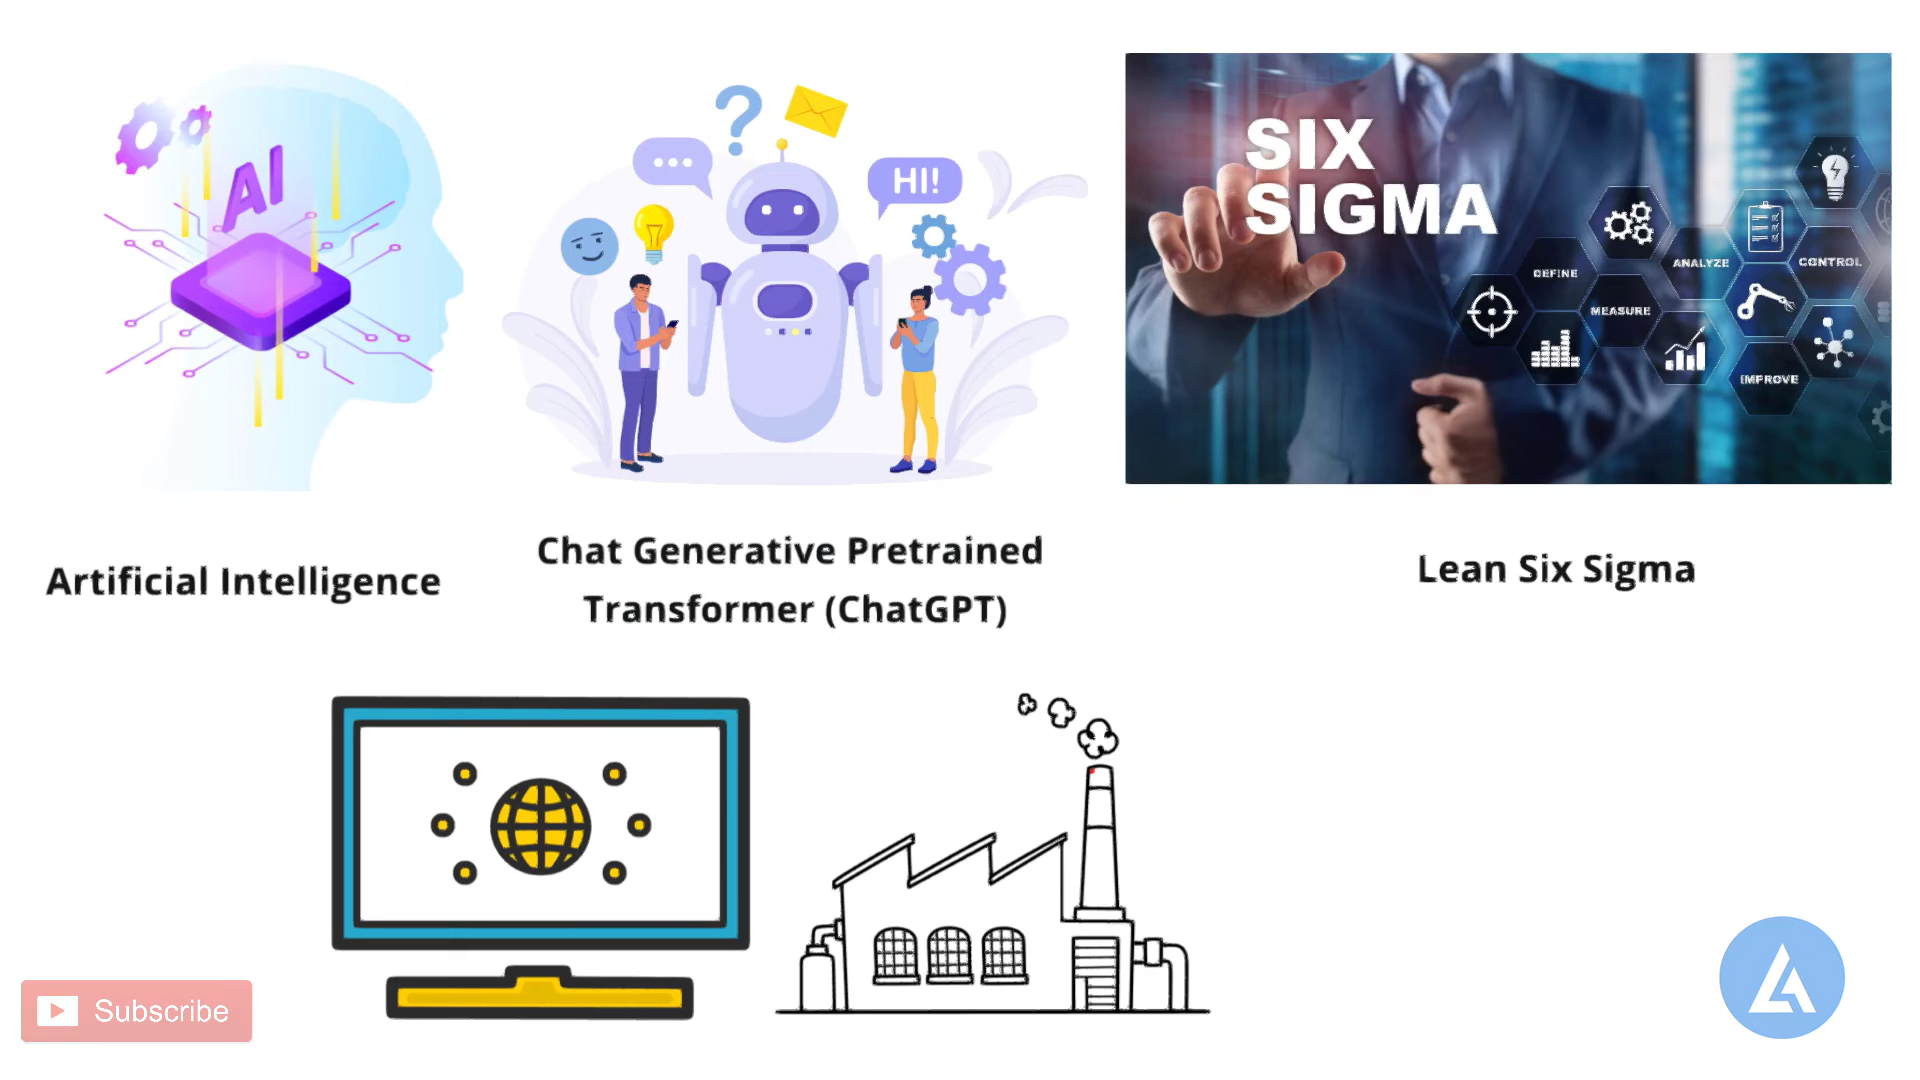 AI
?
HI!
SIX
SIGMA
DEFINE
MEASURE
ANALYZE
IMPROVE
CONTROL
Artificial Intelligence
Chat Generative Pretrained
Transformer (ChatGPT)
Lean Six Sigma
Subscribe